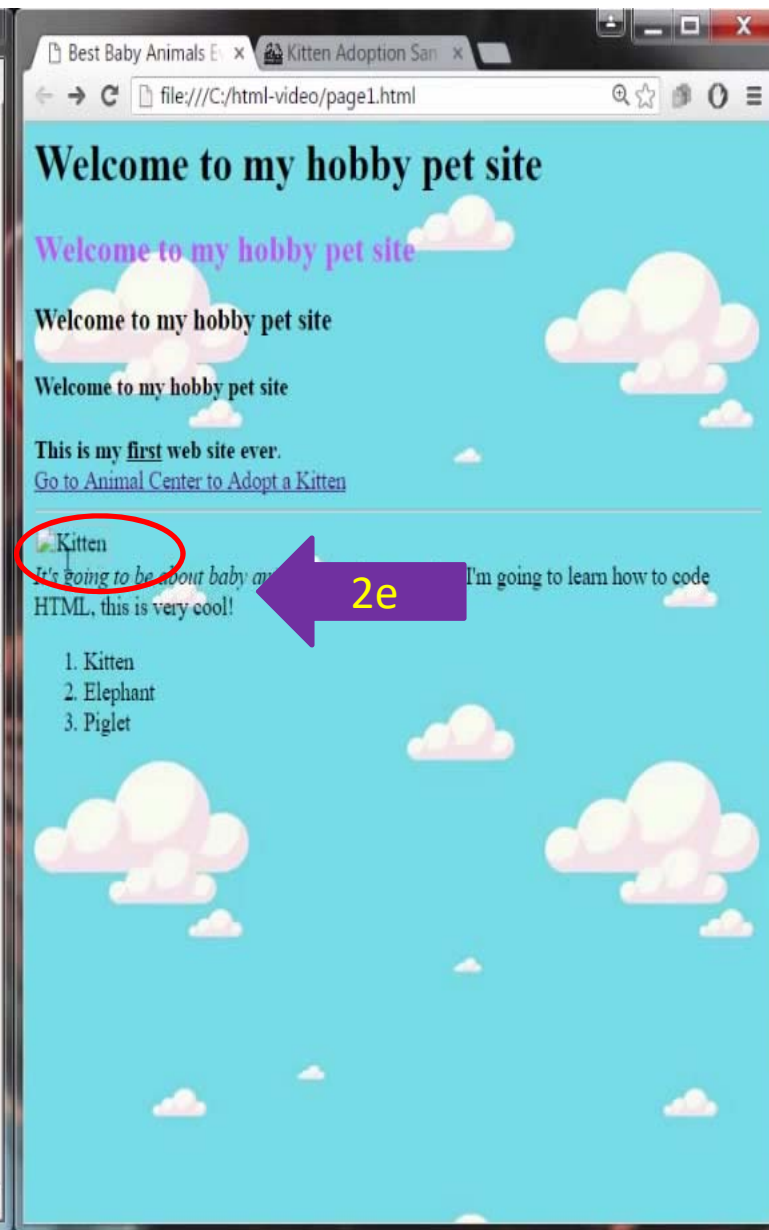 Best Baby Animals E
Kitten Adoption San
file:///C:/html-video/page1.html
Welcome to my hobby pet site
Welcome to my hobby pet site
Welcome to my hobby pet site
Welcome to my hobby pet site
This is my first web site ever.
Go to Animal Center to Adopt a Kitten
Kitten
It's going to be about baby
I'm going to learn how to code
2e
HTML, this is very cool!
1. Kitten
2. Elephant
3. Piglet